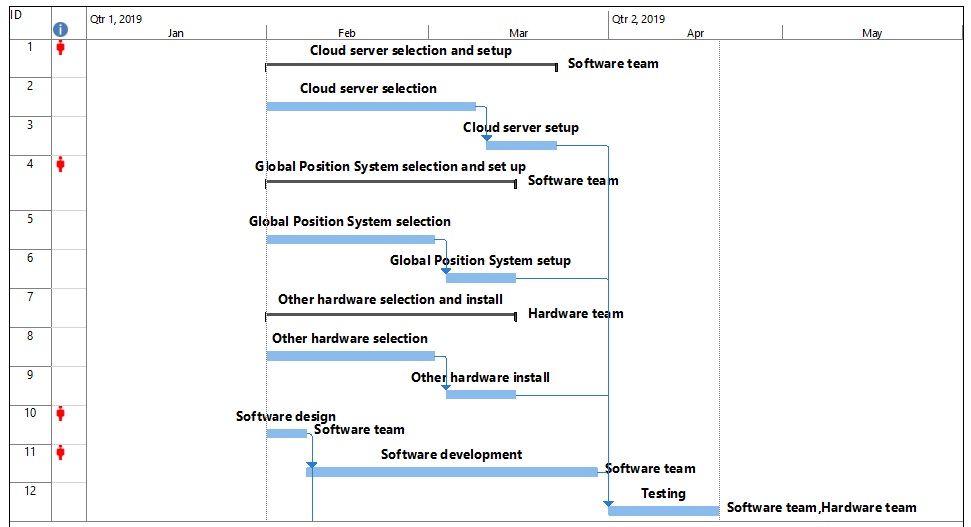 ID
Qtr 1, 2019
Qtr 2, 2019
Jan
Feb
Mar
Apr
May
1
Cloud server selection and setup
Software team
2
Cloud server selection
3
Cloud server setup
4
Global Position System selection and set up
Software team
5
Global Position System selection
6
Global Position System setup
7
Other hardware selection and install
Hardware team
8
Other hardware selection
9
Other hardware install
10
Software design
Software team
11
Software development
Software team
12
Testing
Software team,Hardware team